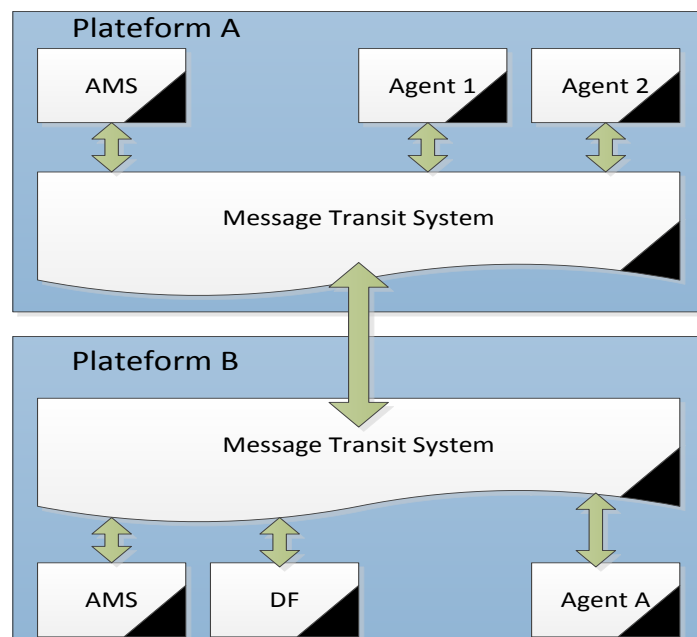 Plateform A
AMS
Agent 1
Agent 2
Message Transit System
Plateform B
Message Transit System
AMS
DF
Agent A